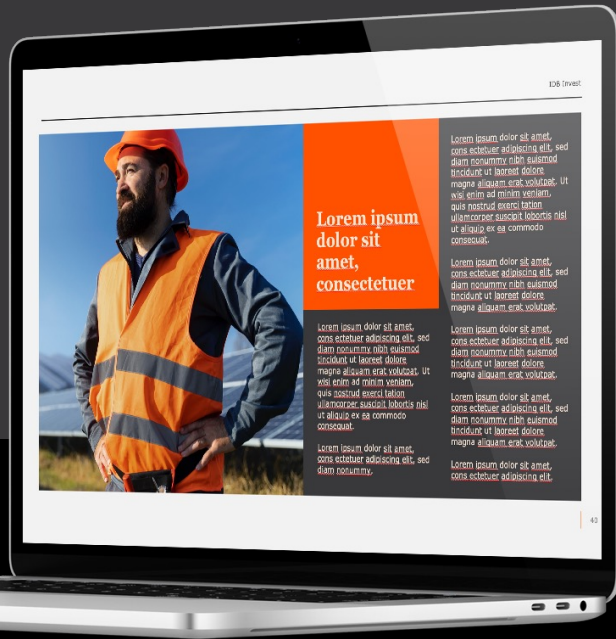 IDB Invest
Lorem ipsum
dolor sit
amet,
consectetuer
Lorem ipsum dolor sit amet,
cons ectetuer adipiscing elit, sed
diam nonummy nibh euismod
tincidunt ut laoreet dolore
magna aliquam erat volutpat. Ut
wisi enim ad minim veniam,
quis nostrud exerci tation
ullamcorper suscipit lobortis nisl
ut aliquip ex ea commodo
consequat.
Lorem ipsum dolor sit amet,
cons ectetuer adipiscing elit, sed
diam nonummy.
Lorem ipsum dolor sit amet,
cons ectetuer adipiscing elit, sed
diam nonummy nibh euismod
tincidunt ut laoreet dolore
magna aliquam erat volutpat. Ut
wisi enim ad minim veniam,
quis nostrud exerci tation
ullamcorper suscipit lobortis nisl
ut aliquip ex ea commodo
consequat.
Lorem ipsum dolor sit amet,
cons ectetuer adipiscing elit, sed
diam nonummy nibh euismod
tincidunt ut laoreet dolore
magna aliquam erat volutpat.
Lorem ipsum dolor sit amet,
cons ectetuer adipiscing elit, sed
diam nonummy nibh euismod
tincidunt ut laoreet dolore
magna aliquam erat volutpat.
Lorem ipsum dolor sit amet,
cons ectetuer adipiscing elit, sed
diam nonummy nibh euismod
tincidunt ut laoreet dolore
magna aliquam erat volutpat.
Lorem ipsum dolor sit amet,
cons ectetuer adipiscing elit.